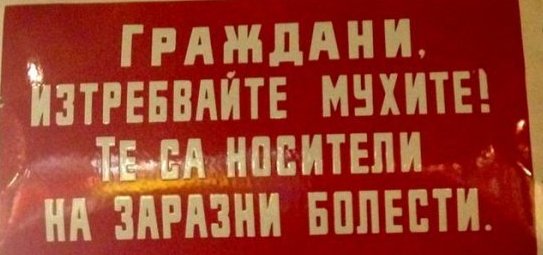 ГРАЖДАНИ,
ИЗТРЕБВАЙТЕ МУХИТЕ!
ТЕ СА НОСИТЕЛИ
НА ЗАРАЗНИ БОЛЕСТИ.